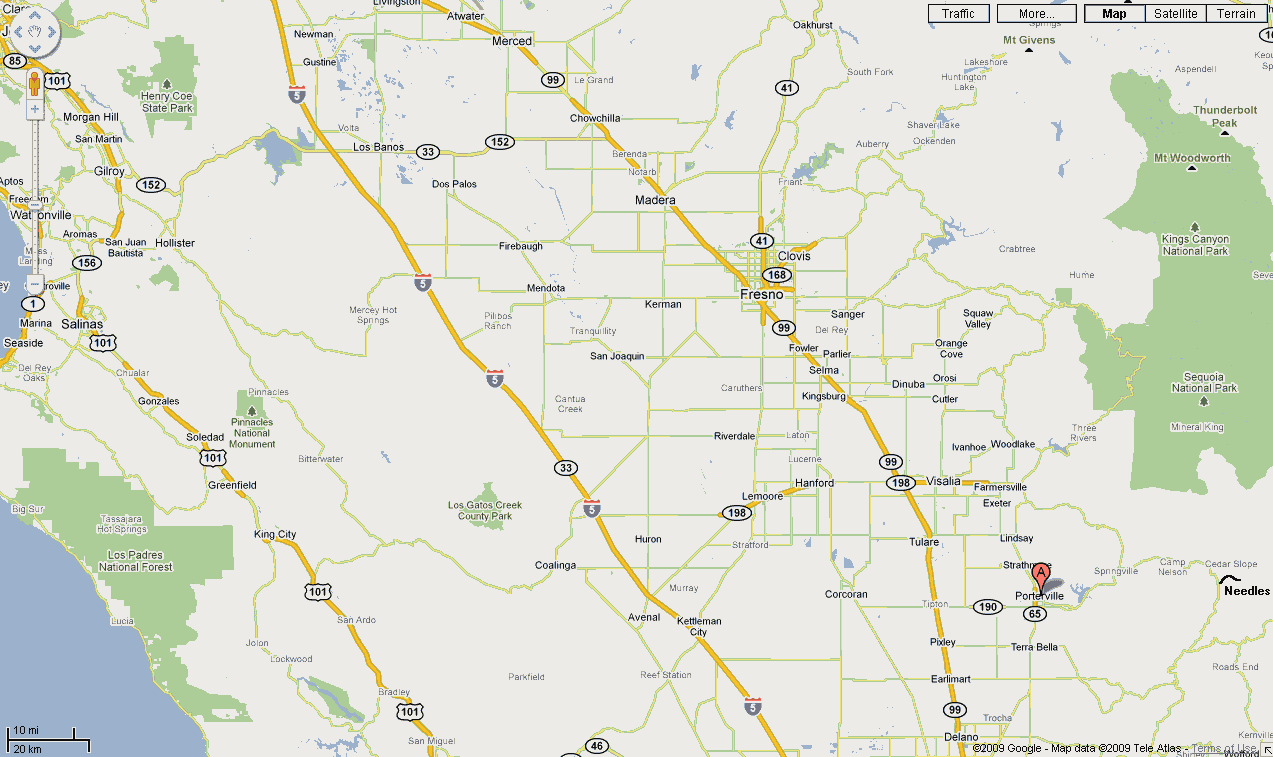 Livingston
Atwater
Oakhurst
Traffic
More...
Map
Satellite
Terrain
Springs
Mt Givens
Newman
Merced
Gustine
85
101
5
99
Le Grand
41
South Fork
Lakeshore
Huntington
Lake
Aspendell
Henry Coe
State Park
Morgan Hill
San Martin
Volta
Los Banos
33
152
Chowchilla
Berenda
Notarb
Shaver Lake
Ockenden
Auberry
Thunderbolt
Peak
Mt Woodworth
Gilroy
152
Dos Palos
Madera
Friant
Aptos
Freedom
Watsonville
Aromas
San Juan
Bautista
Hollister
156
Firebaugh
41
Clovis
168
Fresno
Crabtree
Kings Canyon
National Park
Hume
5
Mendota
Kerman
1
Marina
Salinas
101
Seaside
Del Rey
Oaks
Chualar
Mercey Hot
Springs
Pilibos
Ranch
Tranquillity
San Joaquin
99
Sanger
Del Rey
Fowler
Parlier
Selma
Squaw
Valley
Orange
Cove
5
Caruthers
Kingsburg
Dinuba
Orosi
Cutler
Sequoia
National Park
Mineral King
Gonzales
Pinnacles
Pinnacles
National
Monument
Cantua
Creek
Soledad
101
Bitterwater
Greenfield
33
Riverdale
Laton
Lucerne
Hanford
Lemoore
198
Ivanhoe
Woodlake
Three
Rivers
99
198
Visalia
Farmersville
Exeter
Big Sur
Tassajara
Hot Springs
Los Padres
National Forest
King City
Los Gatos Creek
County Park
5
Huron
Coalinga
Stratford
Tulare
Lindsay
Strathmore
A
Porterville
Springville
Camp
Nelson
Cedar Slope
Needles
101
San Ardo
Lucia
Murray
Avenal
Kettleman
City
Corcoran
Tipton
190
65
Jolon
Lockwood
Parkfield
Reef Station
Pixley
Terra Bella
Roads End
Earlimart
Bradley
101
San Miguel
46
5
99
Trocha
Delano
Kernville
Wofford
10 mi
20 km
©2009 Google - Map data ©2009 Tele Atlas - Terms of Use